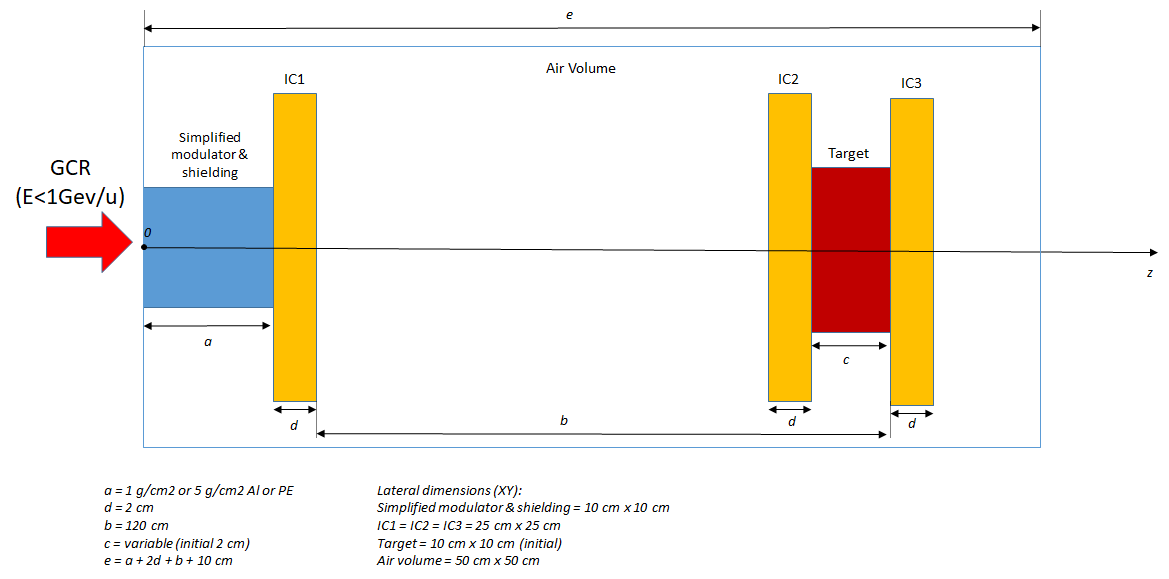 e
Air Volume
IC1
IC2
IC3
Simplified
modulator &
shielding
Target
GCR
(E<1Gev/u)
0
z
a
c
d
b
d
d
a = 1 g/cm2 or 5 g/cm2 Al or PE
d = 2 cm
b = 120 cm
c = variable (initial 2 cm)
e = a + 2d + b + 10 cm
Lateral dimensions (XY):
Simplified modulator & shielding = 10 cm x 10 cm
IC1 = IC2 = IC3 = 25 cm x 25 cm
Target = 10 cm x 10 cm (initial)
Air volume = 50 cm x 50 cm